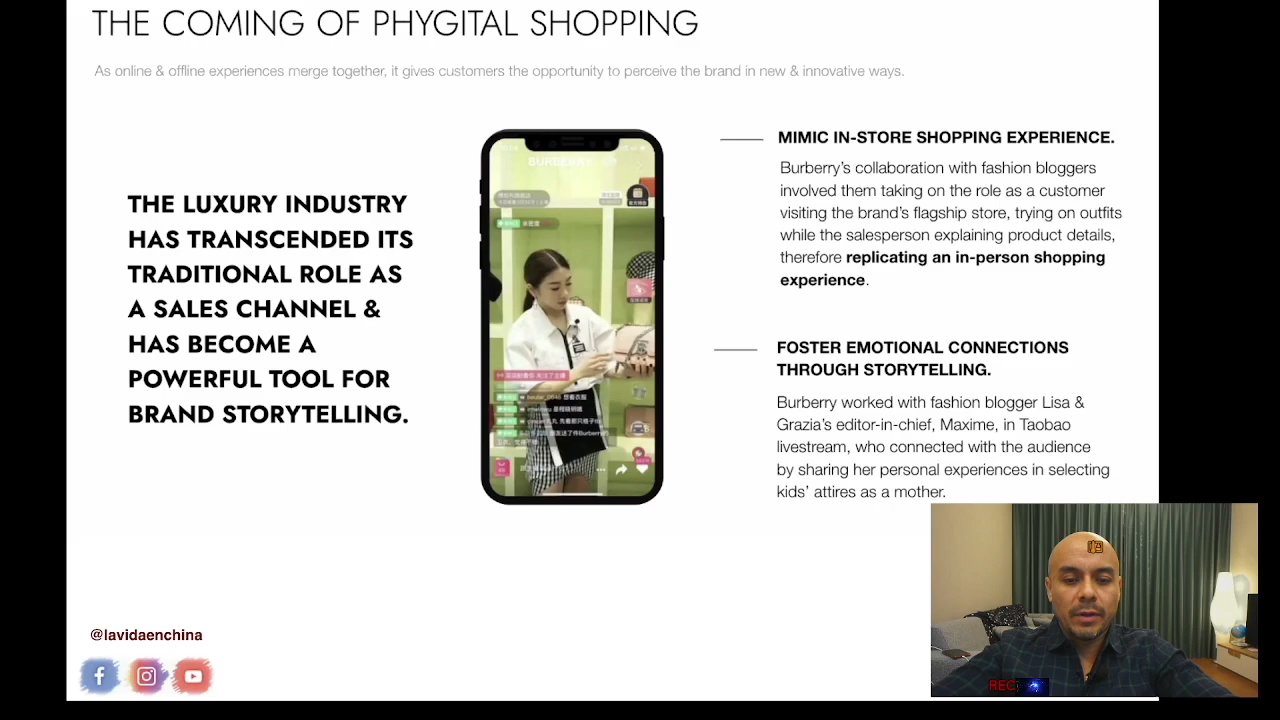 THE COMING OF PHYGITAL SHOPPING
As online & offline experiences merge together, it gives customers the opportunity to perceive the brand in new & innovative ways.
THE LUXURY INDUSTRY
HAS TRANSCENDED ITS
TRADITIONAL ROLE AS
A SALES CHANNEL &
HAS BECOME A
POWERFUL TOOL FOR
BRAND STORYTELLING.
BURBERRY
MIMIC IN-STORE SHOPPING EXPERIENCE.
Burberry's collaboration with fashion bloggers
involved them taking on the role as a customer
visiting the brand's flagship store, trying on outfits
while the salesperson explaining product details,
therefore replicating an in-person shopping
experience.
FOSTER EMOTIONAL CONNECTIONS
THROUGH STORYTELLING.
Burberry worked with fashion blogger Lisa &
Grazia's editor-in-chief, Maxime, in Taobao
livestream, who connected with the audience
by sharing her personal experiences in selecting
kids' attires as a mother.
@lavidaenchina
REC